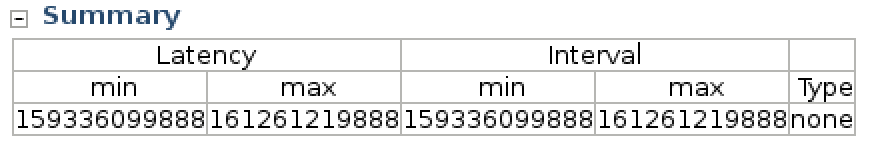 Summary
Latency Interval
min max min max Type
159336099888 161261219888 159336099888 161261219888 none